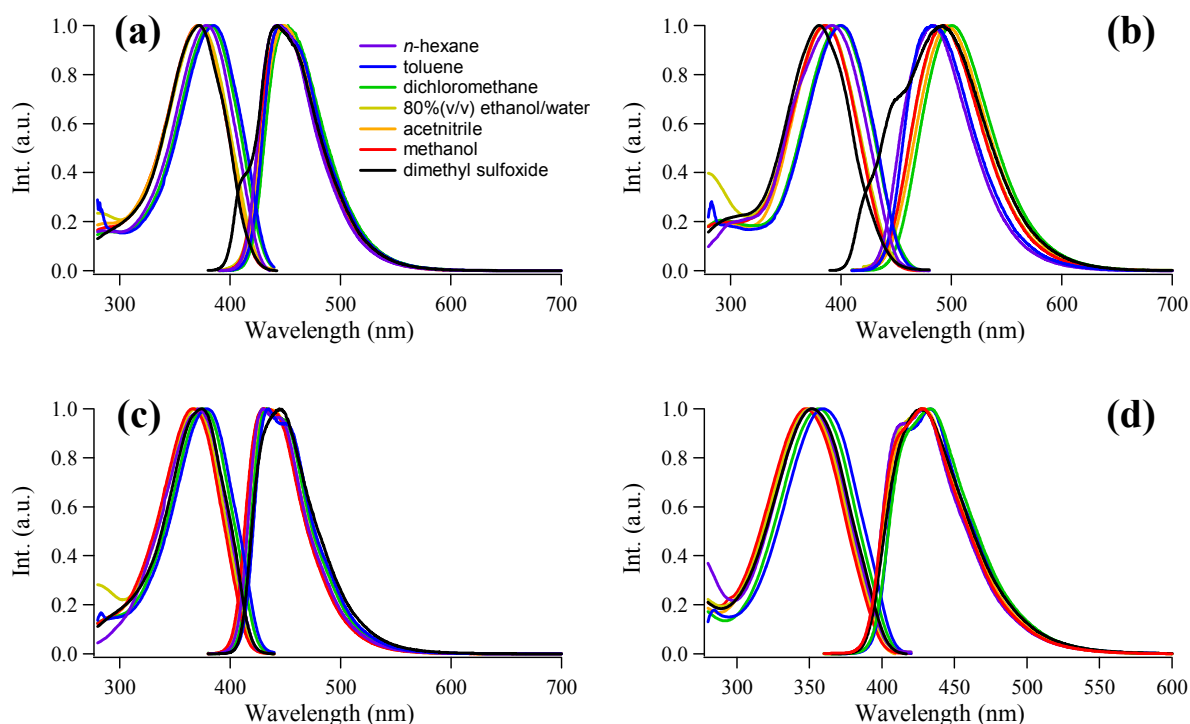 (a)
Int. (a.u.)
1.0
0.8
0.6
0.4
0.2
0.0
n-hexane
toluene
dichloromethane
80%(v/v) ethanol/water
acetnitrile
methanol
dimethyl sulfoxide
300 400 500 600 700
Wavelength (nm)
(b)
Int. (a.u.)
1.0
0.8
0.6
0.4
0.2
0.0
300 400 500 600 700
Wavelength (nm)
(c)
Int. (a.u.)
1.0
0.8
0.6
0.4
0.2
0.0
300 400 500 600 700
Wavelength (nm)
(d)
Int. (a.u.)
1.0
0.8
0.6
0.4
0.2
0.0
300 350 400 450 500 550 600
Wavelength (nm)